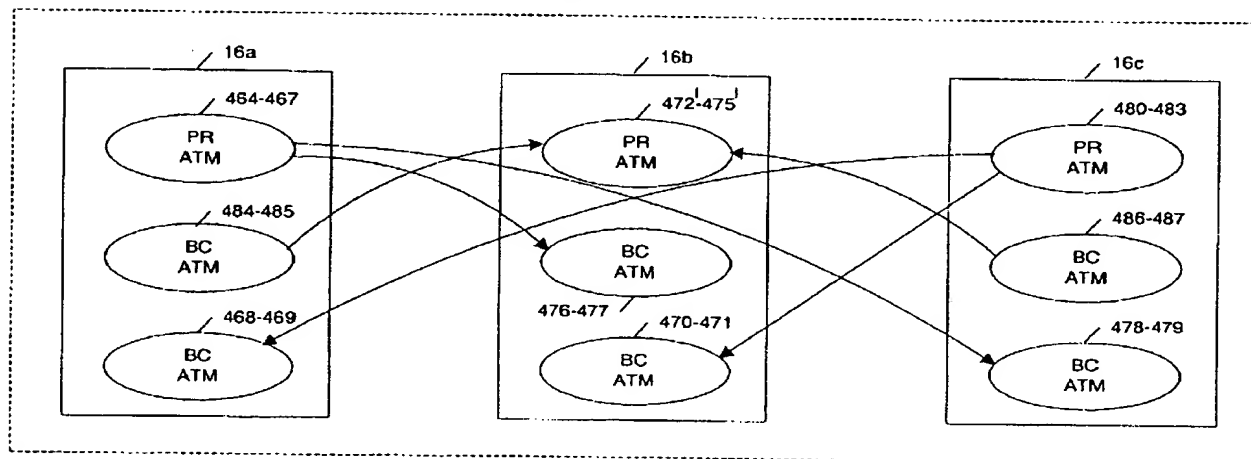 16a
464-467
PR
ATM
484-485
BC
ATM
468-469
BC
ATM
16b
472'-475'
PR
ATM
BC
ATM
476-477
470-471
BC
ATM
16c
480-483
PR
ATM
486-487
BC
ATM
478-479
BC
ATM